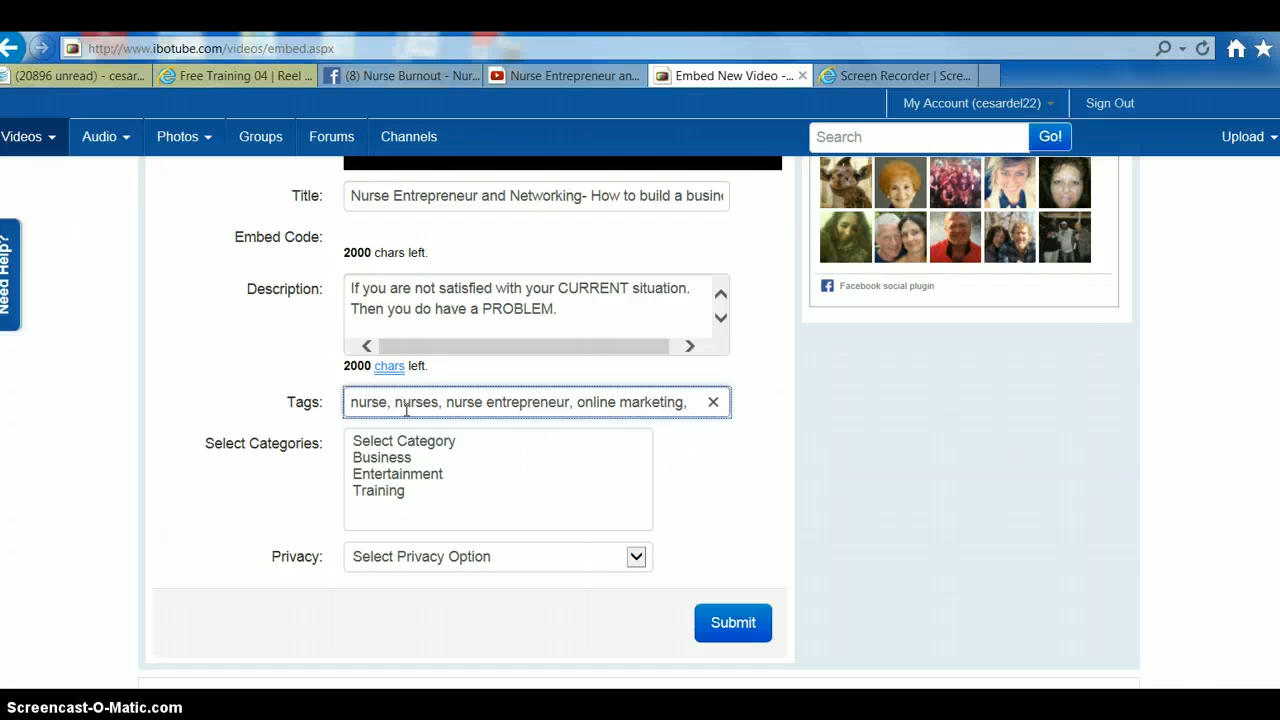 http://www.ibotube.com/videos/embed.aspx
(20896 unread) - cesar... Free Training 04 | Reel ... (8) Nurse Burnout - Nur... Nurse Entrepreneur an... Embed New Video -... Screen Recorder | Scre...
My Account (cesardel22) Sign Out
Videos Audio Photos Groups Forums Channels Search Go! Upload
Title: Nurse Entrepreneur and Networking- How to build a busine
Embed Code:
2000 chars left.
Description: If you are not satisfied with your CURRENT situation.
Then you do have a PROBLEM.
2000 chars left.
Tags: nurse, nurses, nurse entrepreneur, online marketing,
Select Categories: Select Category
Business
Entertainment
Training
Privacy: Select Privacy Option
Submit
Facebook social plugin
Need Help?
Screencast-O-Matic.com